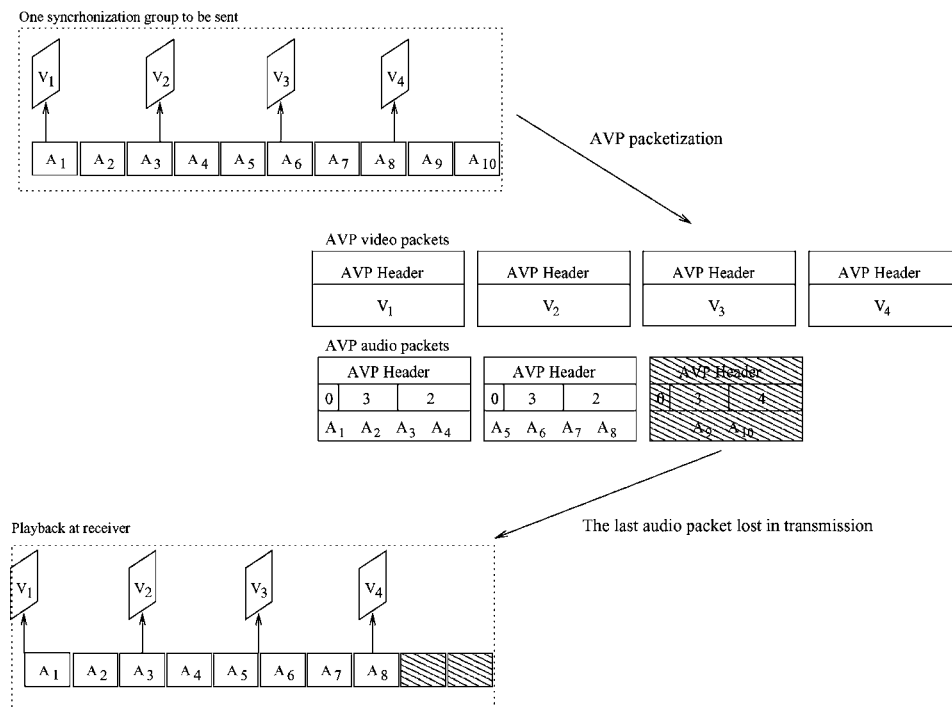 One syncrhonization group to be sent
V1 V2 V3 V4
A1 A2 A3 A4 A5 A6 A7 A8 A9 A10
AVP packetization
AVP video packets
AVP Header AVP Header AVP Header AVP Header
V1 V2 V3 V4
AVP audio packets
AVP Header AVP Header AVP Header
0 3 2 0 3 2 0 3 4
A1 A2 A3 A4 A5 A6 A7 A8 A9 A10
The last audio packet lost in transmission
Playback at receiver
V1 V2 V3 V4
A1 A2 A3 A4 A5 A6 A7 A8